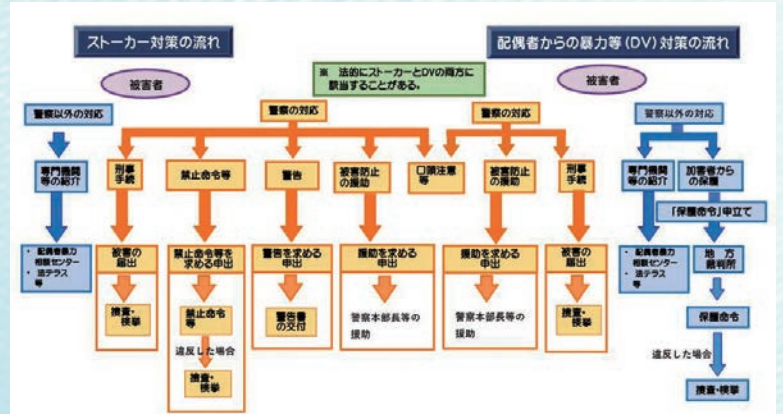 ストーカー対策の流れ
配偶者からの暴力等（DV）対策の流れ
被害者
※ 法的にストーカーとDVの両方に
該当することがある。
被害者
警察以外の対応
警察の対応
警察の対応
警察以外の対応
専門機関
等の紹介
刑事
手続
禁止命令等
警告
被害防止
の援助
口頭注意
等
被害防止
の援助
刑事
手続
専門機関
等の紹介
加害者から
の保護
「保護命令」申立て
・ 配偶者暴力
相談センター
・ 法テラス
等
被害の
届出
禁止命令等を
求める申出
警告を求める
申出
援助を求める
申出
援助を求める
申出
被害の
届出
・ 配偶者暴力
相談センター
・ 法テラス
等
地 方
裁判所
捜査・
検挙
禁止命令
等
警告書
の交付
警察本部長等の
援助
警察本部長等の
援助
捜査・
検挙
保護命令
違反した場合
違反した場合
捜査・
検挙
捜査・検挙